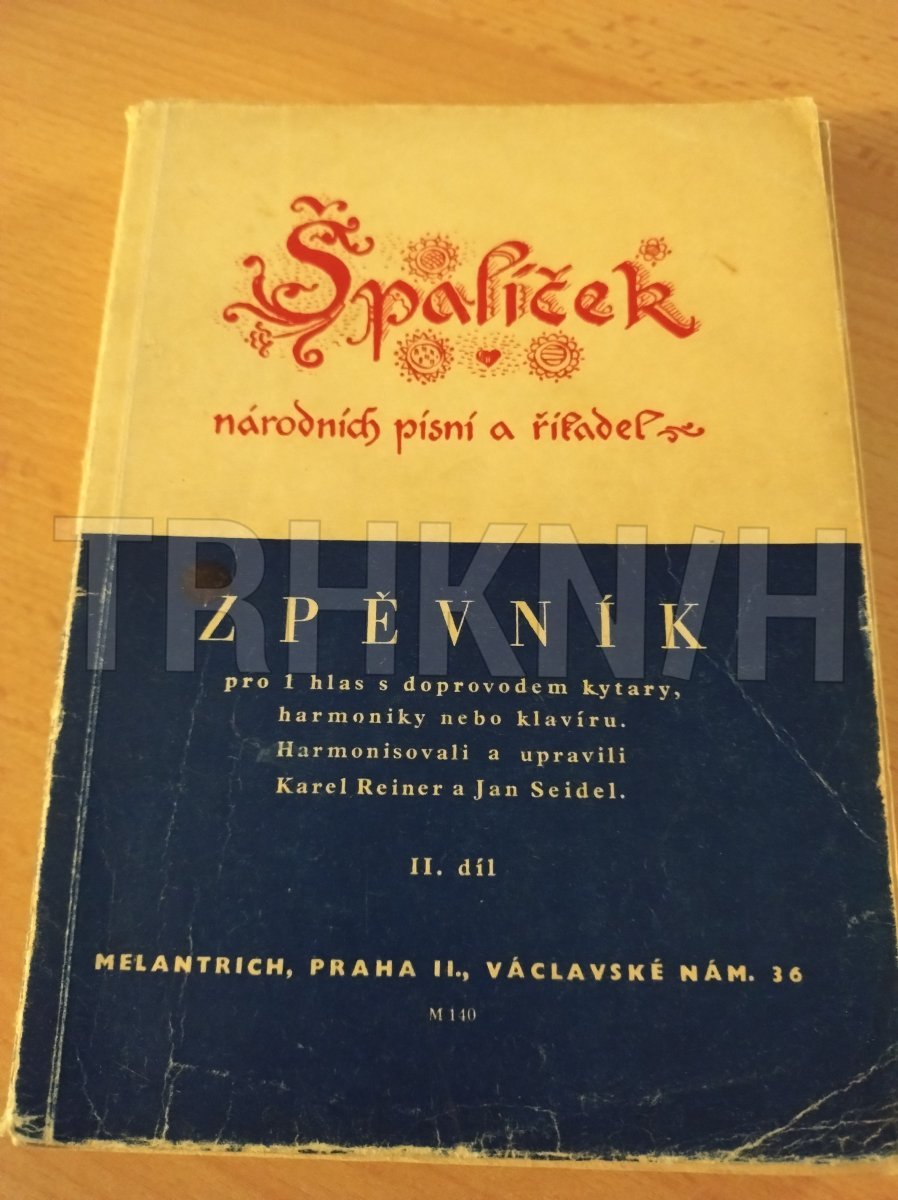 Špalíček
národních písní a říkadel
TRHKNIH
ZPĚVNÍK
pro 1 hlas s doprovodem kytary,
harmoniky nebo klavíru.
Harmonisovali a upravili
Karel Reiner a Jan Seidel.
II. díl
MELANTRICH, PRAHA II., VÁCLAVSKÉ NÁM. 36
M 140